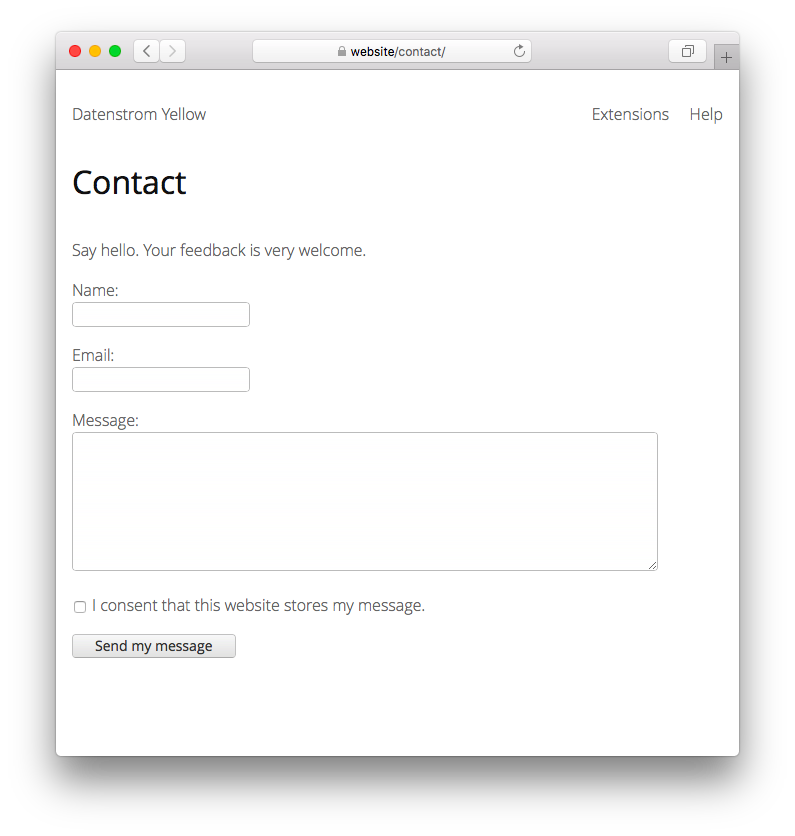 website/contact/
Datenstrom Yellow Extensions Help
Contact
Say hello. Your feedback is very welcome.
Name:
Email:
Message:
I consent that this website stores my message.
Send my message